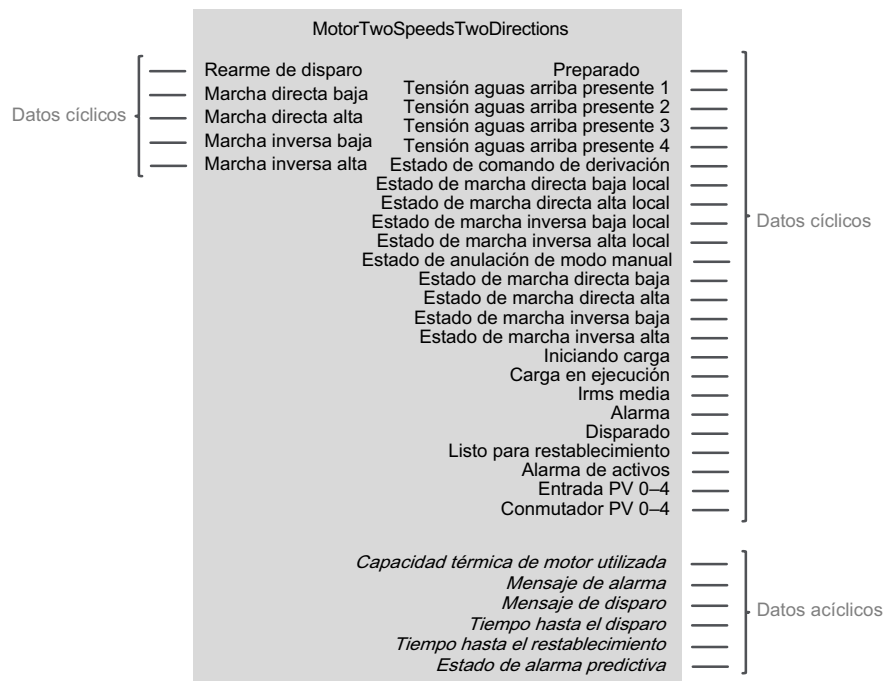 MotorTwoSpeedsTwoDirections
Datos cíclicos
Rearme de disparo
Marcha directa baja
Marcha directa alta
Marcha inversa baja
Marcha inversa alta
Preparado
Tensión aguas arriba presente 1
Tensión aguas arriba presente 2
Tensión aguas arriba presente 3
Tensión aguas arriba presente 4
Estado de comando de derivación
Estado de marcha directa baja local
Estado de marcha directa alta local
Estado de marcha inversa baja local
Estado de marcha inversa alta local
Estado de anulación de modo manual
Estado de marcha directa baja
Estado de marcha directa alta
Estado de marcha inversa baja
Estado de marcha inversa alta
Iniciando carga
Carga en ejecución
Irms media
Alarma
Disparado
Listo para restablecimiento
Alarma de activos
Entrada PV 0–4
Conmutador PV 0–4
Datos cíclicos
Capacidad térmica de motor utilizada
Mensaje de alarma
Mensaje de disparo
Tiempo hasta el disparo
Tiempo hasta el restablecimiento
Estado de alarma predictiva
Datos acíclicos